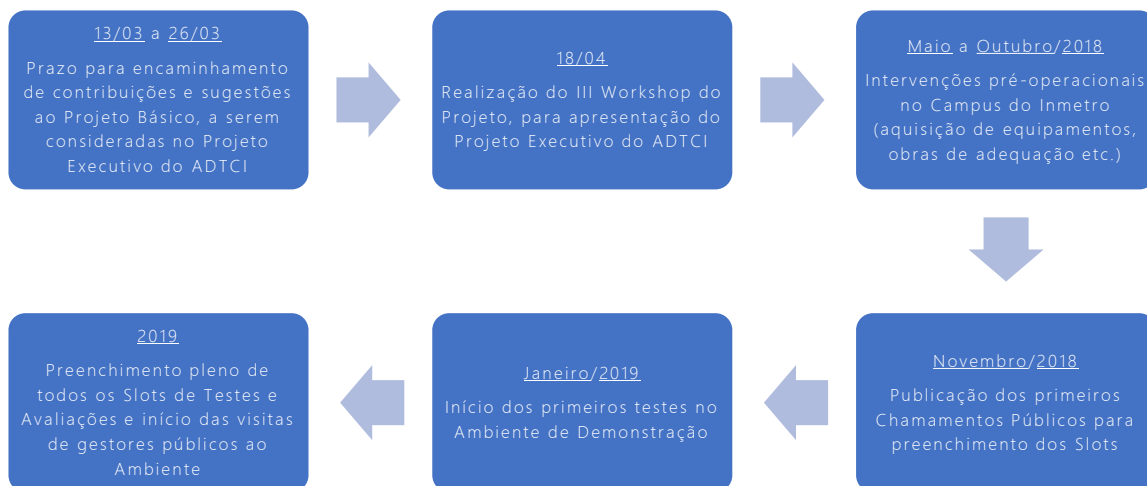 13/03 a 26/03
Prazo para encaminhamento
de contribuições e sugestões
ao Projeto Básico, a serem
consideradas no Projeto
Executivo do ADTCI
18/04
Realização do III Workshop do
Projeto, para apresentação do
Projeto Executivo do ADTCI
Maio a Outubro/2018
Intervenções pré-operacionais
no Campus do Inmetro
(aquisição de equipamentos,
obras de adequação etc.)
Novembro/2018
Publicação dos primeiros
Chamamentos Públicos para
preenchimento dos Slots
Janeiro/2019
Início dos primeiros testes no
Ambiente de Demonstração
2019
Preenchimento pleno de
todos os Slots de Testes e
Avaliações e início das visitas
de gestores públicos ao
Ambiente